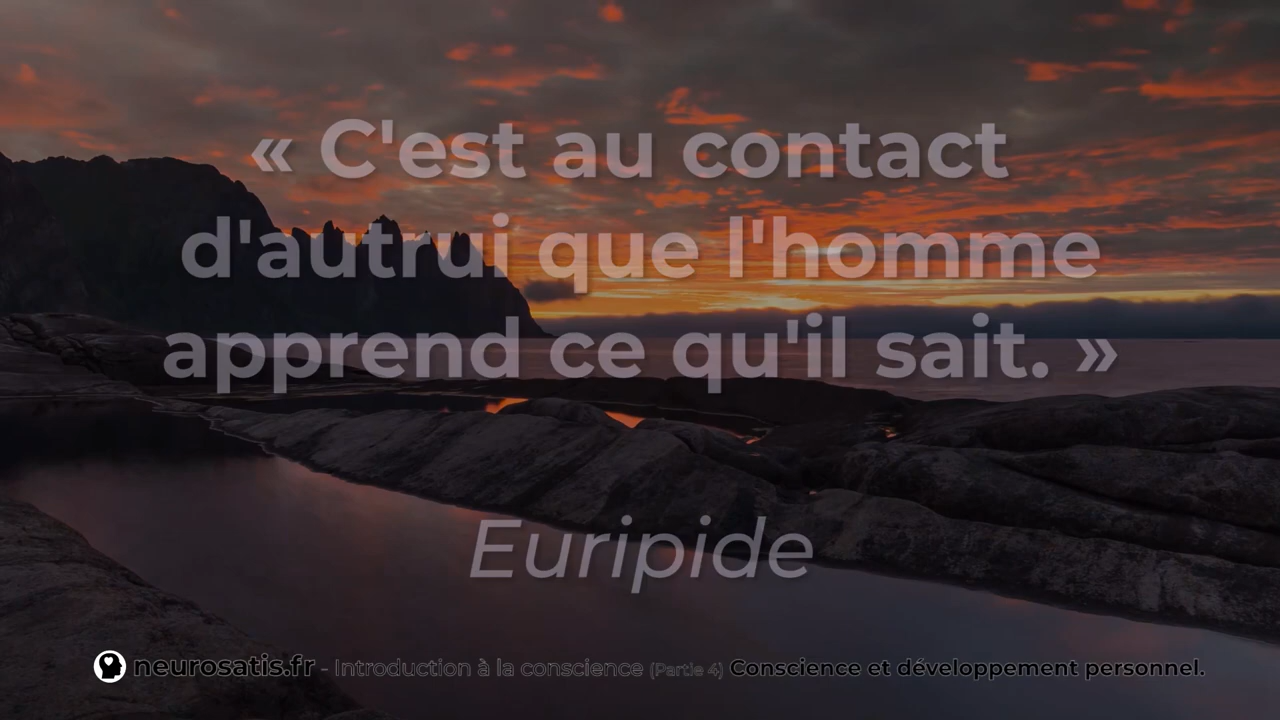 « C'est au contact
d'autrui que l'homme
apprend ce qu'il sait. »
Euripide
neurosatis.fr - Introduction à la conscience (Partie 4) Conscience et développement personnel.